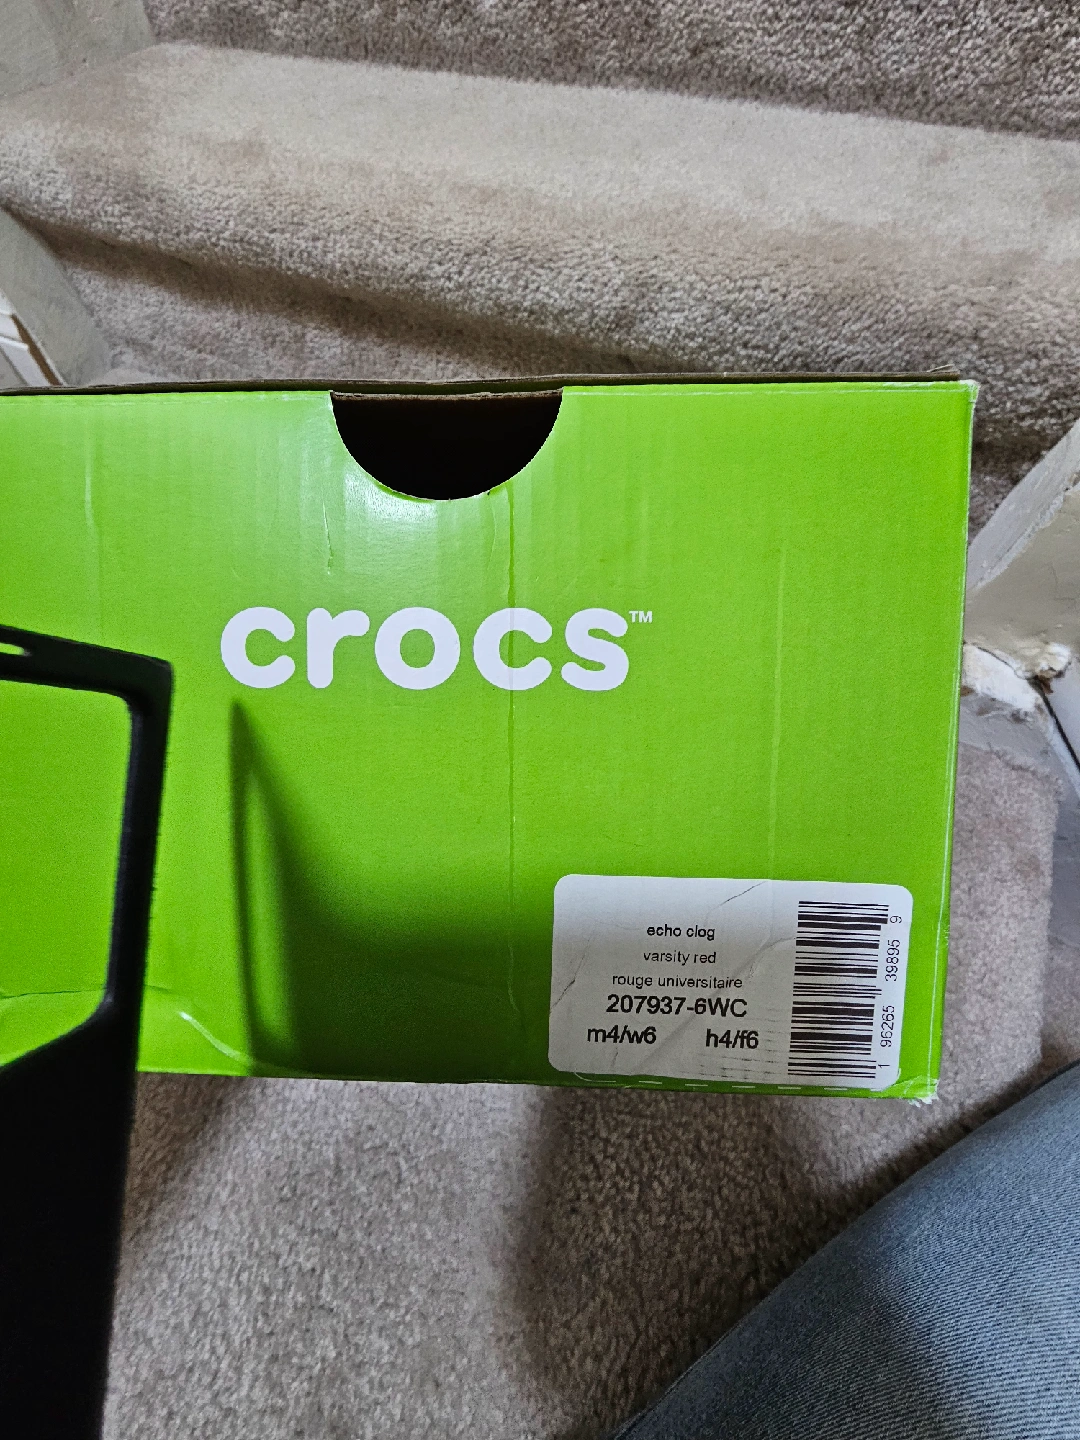 crocs™
echo clog
varsity red
rouge universitaire
207937-6WC
m4/w6 h4/f6
1 96265 39895 9